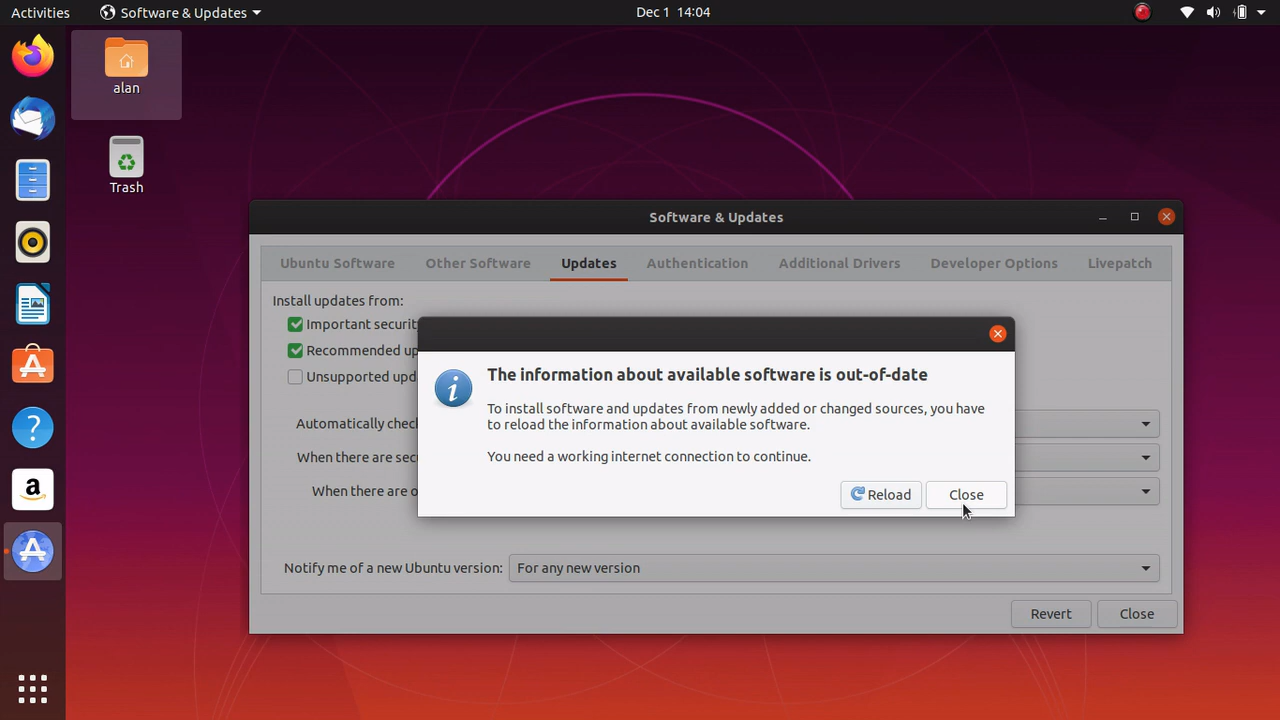 Activities
Software & Updates
Dec 1 14:04
alan
Trash
Software & Updates
Ubuntu Software
Other Software
Updates
Authentication
Additional Drivers
Developer Options
Livepatch
Install updates from:
Important securit
Recommended up
Unsupported upd
Automatically chec
When there are sec
When there are o
The information about available software is out-of-date
To install software and updates from newly added or changed sources, you have
to reload the information about available software.
You need a working internet connection to continue.
Reload
Close
Notify me of a new Ubuntu version:
For any new version
Revert
Close